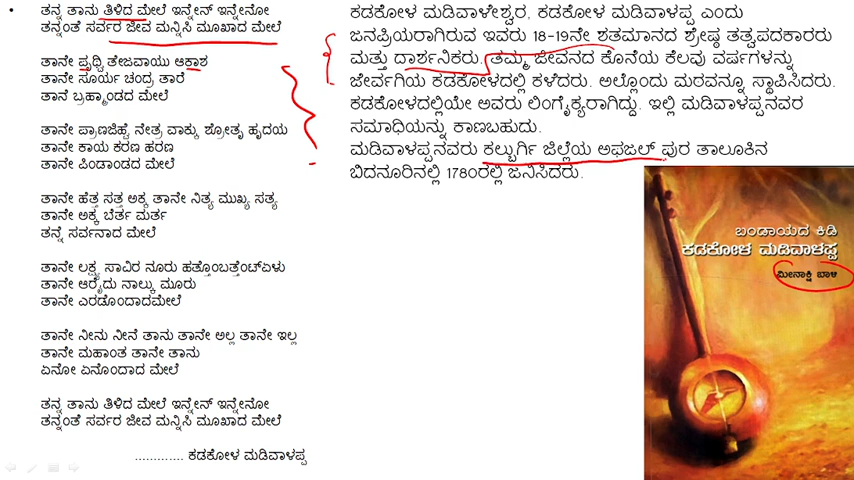 ತನ್ನ ತಾನು ತಿಳಿದ ಮೇಲೆ ಇನ್ನೇನ್ ಇನ್ನೇನೋ
ತನ್ನಂತೆ ಸರ್ವರ ಜೀವ ಮನ್ನಿಸಿ ಮೂಖಾದ ಮೇಲೆ
ತಾನೇ ಪೃಥ್ವಿ ತೇಜವಾಯು ಆಕಾಶ
ತಾನೇ ಸೂರ್ಯ ಚಂದ್ರ ತಾರೆ
ತಾನೆ ಬ್ರಹ್ಮಾಂಡದ ಮೇಲೆ
ತಾನೇ ಪ್ರಾಣಜಿಹ್ವೆ ನೇತ್ರ ವಾಕ್ಕು ಶ್ರೋತೃ ಹೃದಯ
ತಾನೇ ಕಾಯ ಕರಣ ಹರಣ
ತಾನೇ ಪಿಂಡಾಂಡದ ಮೇಲೆ
ತಾನೇ ಹೆತ್ತ ಸತ್ತ ಅಕ್ಕ ತಾನೇ ನಿತ್ಯ ಮುಖ್ಯ ಸತ್ಯ
ತಾನೇ ಅಕ್ಕ ಬೆರ್ತ ಮರ್ತ
ತನ್ನೆ ಸರ್ವನಾದ ಮೇಲೆ
ತಾನೇ ಲಕ್ಷ ಸಾವಿರ ನೂರು ಹತ್ತೊಂಬತ್ತೆಂಟ್ಏಳು
ತಾನೇ ಆರೈದು ನಾಲ್ಕು ಮೂರು
ತಾನೇ ಎರಡೊಂದಾದಮೇಲೆ
ತಾನೇ ನೀನು ನೀನೆ ತಾನು ತಾನೇ ಅಲ್ಲ ತಾನೇ ಇಲ್ಲ
ತಾನೇ ಮಹಾಂತ ತಾನೇ ತಾನು
ಏನೋ ಏನೊಂದಾದ ಮೇಲೆ
ತನ್ನ ತಾನು ತಿಳಿದ ಮೇಲೆ ಇನ್ನೇನ್ ಇನ್ನೇನೋ
ತನ್ನಂತೆ ಸರ್ವರ ಜೀವ ಮನ್ನಿಸಿ ಮೂಖಾದ ಮೇಲೆ
............. ಕಡಕೋಳ ಮಡಿವಾಳಪ್ಪ
ಕಡಕೋಳ ಮಡಿವಾಳೇಶ್ವರ, ಕಡಕೋಳ ಮಡಿವಾಳಪ್ಪ ಎಂದು
ಜನಪ್ರಿಯರಾಗಿರುವ ಇವರು 18-19ನೇ ಶತಮಾನದ ಶ್ರೇಷ್ಠ ತತ್ವಪದಕಾರರು
ಮತ್ತು ದಾರ್ಶನಿಕರು. ತಮ್ಮ ಜೀವನದ ಕೊನೆಯ ಕೆಲವು ವರ್ಷಗಳನ್ನು
ಜೇರ್ವಗಿಯ ಕಡಕೋಳದಲ್ಲಿ ಕಳೆದರು. ಅಲ್ಲೊಂದು ಮಠವನ್ನೂ ಸ್ಥಾಪಿಸಿದರು.
ಕಡಕೋಳದಲ್ಲಿಯೇ ಅವರು ಲಿಂಗೈಕ್ಯರಾಗಿದ್ದು. ಇಲ್ಲಿ ಮಡಿವಾಳಪ್ಪನವರ
ಸಮಾಧಿಯನ್ನು ಕಾಣಬಹುದು.
ಮಡಿವಾಳಪ್ಪನವರು ಕಲ್ಬುರ್ಗಿ ಜಿಲ್ಲೆಯ ಅಫಜಲ್ ಪುರ ತಾಲೂಕಿನ
ಬಿದನೂರಿನಲ್ಲಿ 1780ರಲ್ಲಿ ಜನಿಸಿದರು.
ಬಂಡಾಯದ ಕಿಡಿ
ಕಡಕೋಳ ಮಡಿವಾಳಪ್ಪ
ಮೀನಾಕ್ಷಿ ಬಾಳಿ